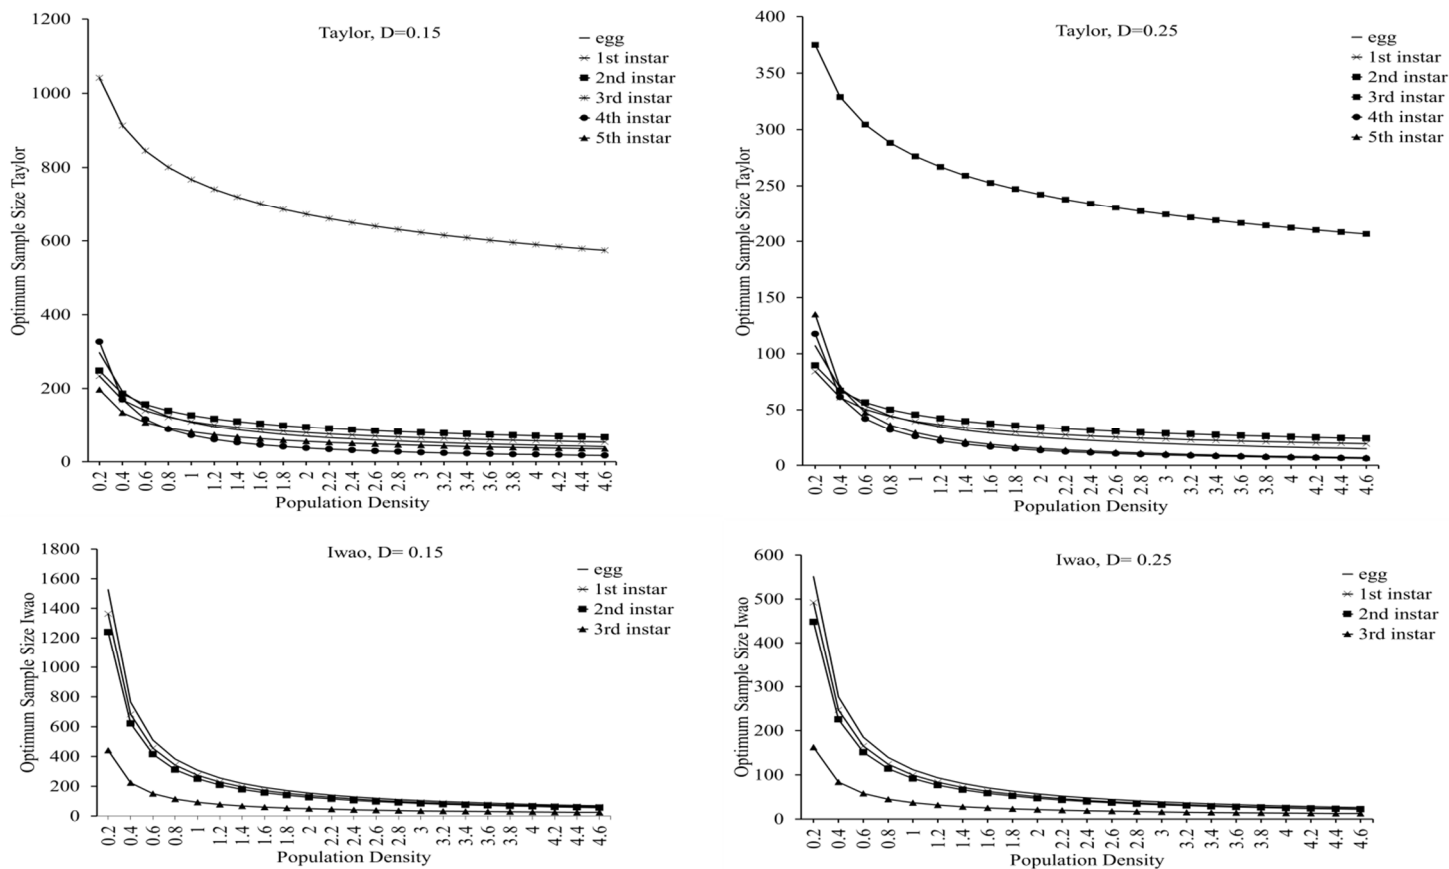 Taylor, D=0.15
egg
1st instar
2nd instar
3rd instar
4th instar
5th instar
Optimum Sample Size Taylor
1200
1000
800
600
400
200
0
0.2 0.4 0.6 0.8 1 1.2 1.4 1.6 1.8 2 2.2 2.4 2.6 2.8 3 3.2 3.4 3.6 3.8 4 4.2 4.4 4.6
Population Density
Taylor, D=0.25
egg
1st instar
2nd instar
3rd instar
4th instar
5th instar
Optimum Sample Size Taylor
400
350
300
250
200
150
100
50
0
0.2 0.4 0.6 0.8 1 1.2 1.4 1.6 1.8 2 2.2 2.4 2.6 2.8 3 3.2 3.4 3.6 3.8 4 4.2 4.4 4.6
Population Density
Iwao, D= 0.15
egg
1st instar
2nd instar
3rd instar
Optimum Sample Size Iwao
1800
1600
1400
1200
1000
800
600
400
200
0
0.2 0.4 0.6 0.8 1 1.2 1.4 1.6 1.8 2 2.2 2.4 2.6 2.8 3 3.2 3.4 3.6 3.8 4 4.2 4.4 4.6
Population Density
Iwao, D= 0.25
egg
1st instar
2nd instar
3rd instar
Optimum Sample Size Iwao
600
500
400
300
200
100
0
0.2 0.4 0.6 0.8 1 1.2 1.4 1.6 1.8 2 2.2 2.4 2.6 2.8 3 3.2 3.4 3.6 3.8 4 4.2 4.4 4.6
Population Density